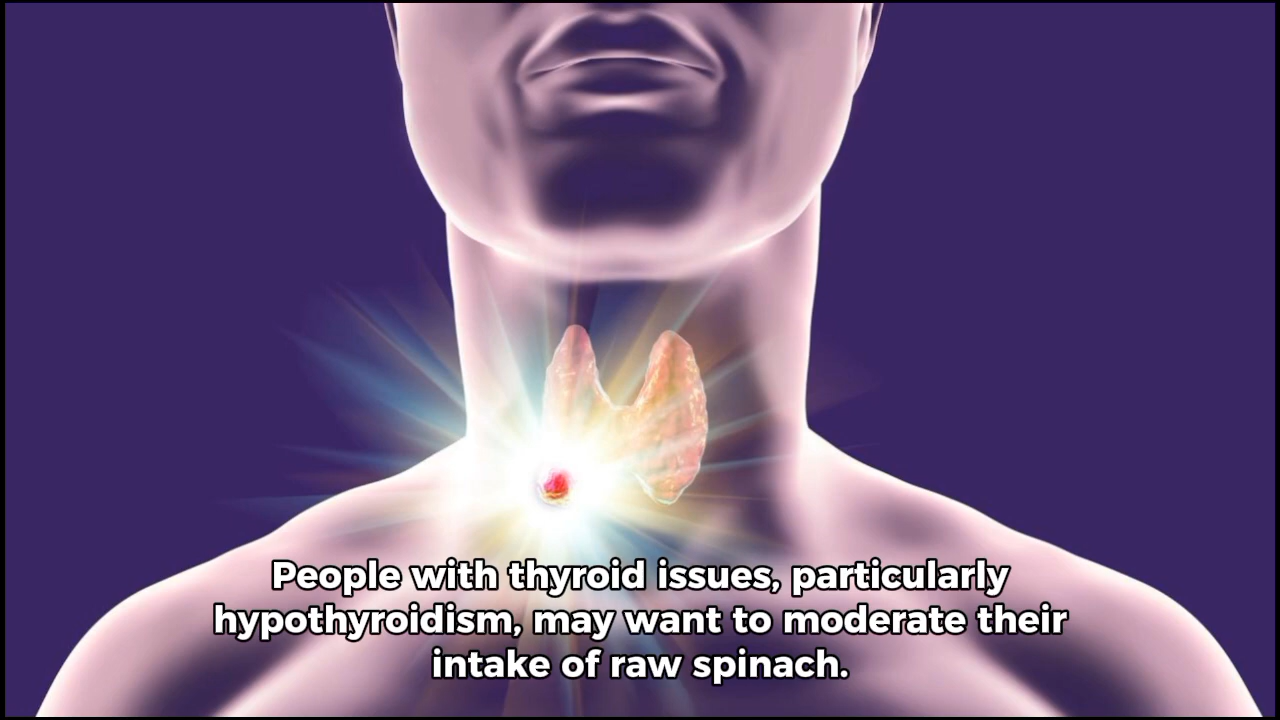 People with thyroid issues, particularly
hypothyroidism, may want to moderate their
intake of raw spinach.